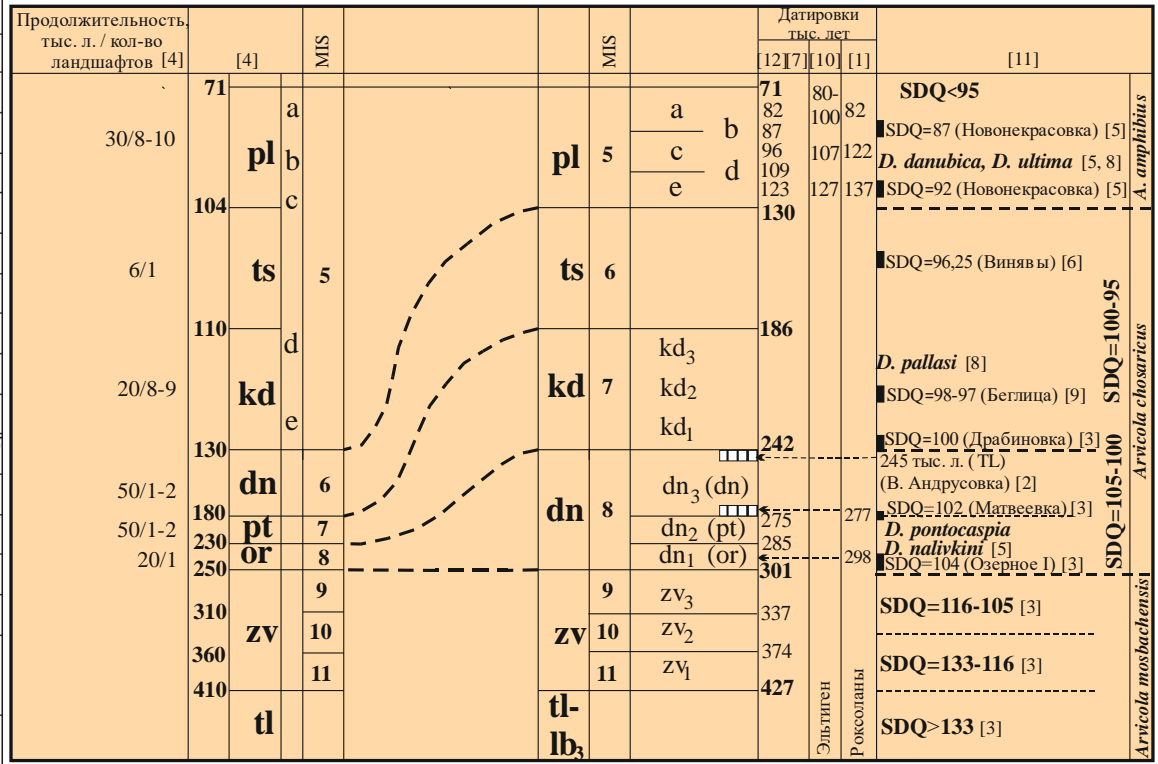 Продолжительность,
тыс. л. / кол-во
ландшафтов [4]
[4]
MIS
MIS
Датировки
тыс. лет
[12][7]
[10]
[1]
[11]
71
a
30/8-10
pl
b
c
104
6/1
ts
5
110
d
20/8-9
kd
e
130
dn
6
50/1-2
180
pt
7
50/1-2
230
or
8
20/1
250
9
310
zv
10
360
11
410
tl
pl
5
a
b
c
d
e
ts
6
kd
7
kd3
kd2
kd1
dn
8
dn3 (dn)
dn2 (pt)
dn1 (or)
zv
9
zv3
10
zv2
11
zv1
tl-
lb3
71
82
87
96
109
123
130
186
242
275
285
301
337
374
427
80-
100
107
127
Эльтиген
82
122
137
277
298
Роксоланы
SDQ<95
SDQ=87 (Новонекрасовка) [5]
D. danubica, D. ultima [5, 8]
SDQ=92 (Новонекрасовка) [5]
SDQ=96,25 (Винявы) [6]
D. pallasi [8]
SDQ=98-97 (Беглица) [9]
SDQ=100 (Драбиновка) [3]
245 тыс. л. (TL)
(В. Андрусовка) [2]
SDQ=102 (Матвеевка) [3]
D. pontocaspia
D. nalivkini [5]
SDQ=104 (Озерное I) [3]
SDQ=116-105 [3]
SDQ=133-116 [3]
SDQ>133 [3]
SDQ=100-95
SDQ=105-100
A. amphibius
Arvicola chosaricus
Arvicola mosbachensis